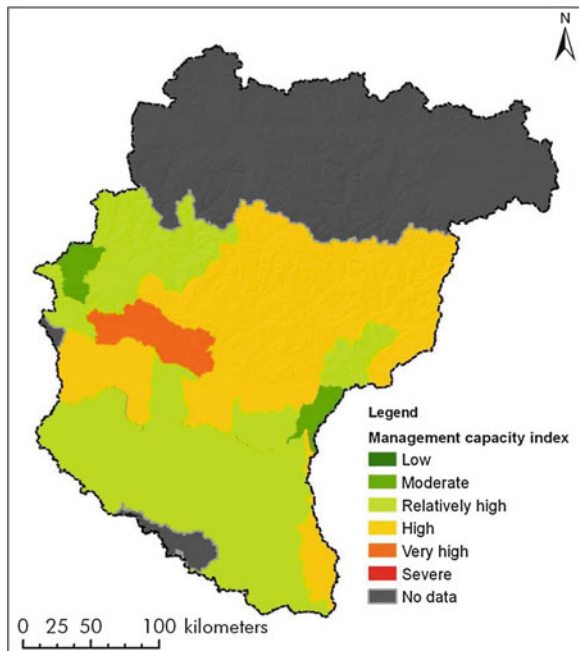 N
Legend
Management capacity index
Low
Moderate
Relatively high
High
Very high
Severe
No data
0 25 50 100 kilometers